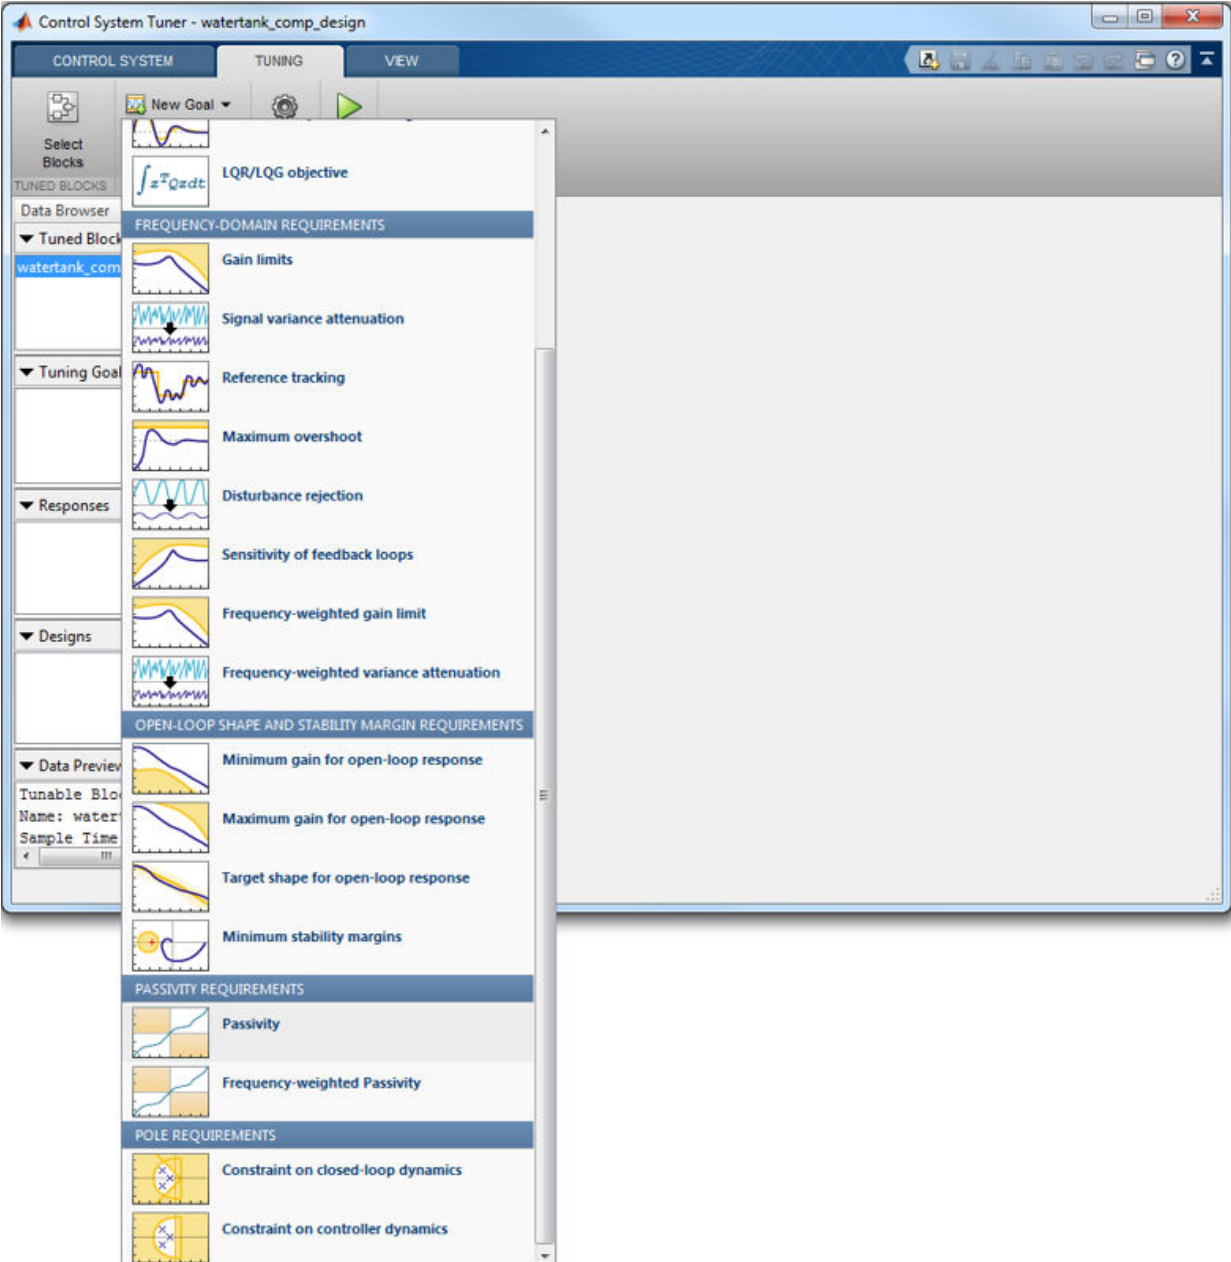 Control System Tuner - watertank_comp_design
CONTROL SYSTEM
TUNING
VIEW
New Goal
Select
Blocks
TUNED BLOCKS
Data Browser
Tuned Block
watertank_com
Tuning Goal
Responses
Designs
Data Preview
Tunable Blo
Name: water
Sample Time
∫zᵀQzdt
LQR/LQG objective
FREQUENCY-DOMAIN REQUIREMENTS
Gain limits
Signal variance attenuation
Reference tracking
Maximum overshoot
Disturbance rejection
Sensitivity of feedback loops
Frequency-weighted gain limit
Frequency-weighted variance attenuation
OPEN-LOOP SHAPE AND STABILITY MARGIN REQUIREMENTS
Minimum gain for open-loop response
Maximum gain for open-loop response
Target shape for open-loop response
Minimum stability margins
PASSIVITY REQUIREMENTS
Passivity
Frequency-weighted Passivity
POLE REQUIREMENTS
Constraint on closed-loop dynamics
Constraint on controller dynamics